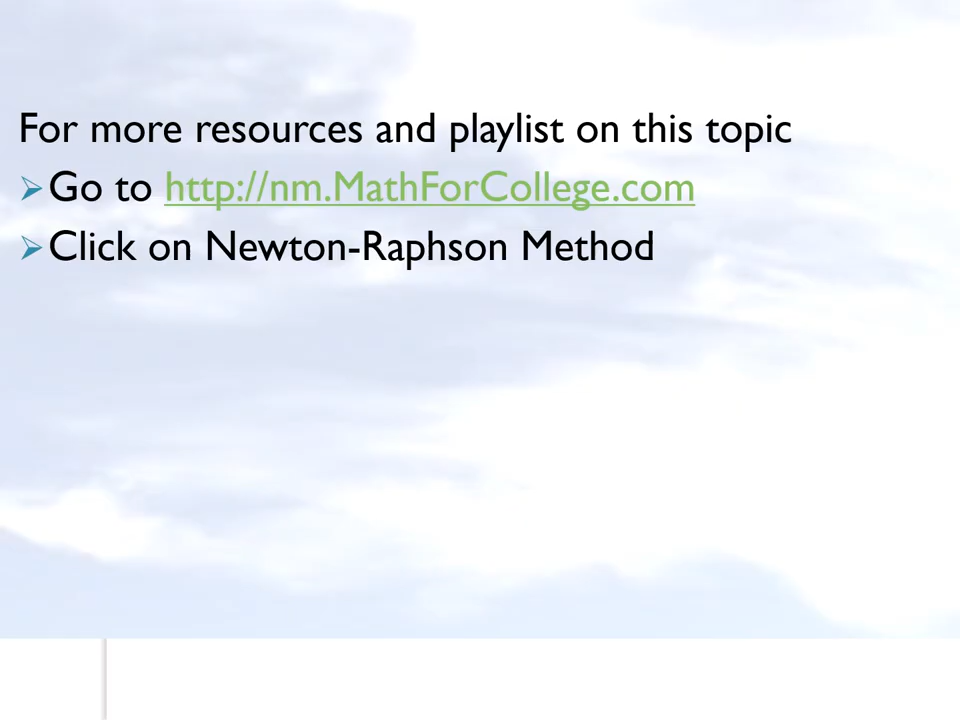 For more resources and playlist on this topic
➢Go to http://nm.MathForCollege.com
➢Click on Newton-Raphson Method